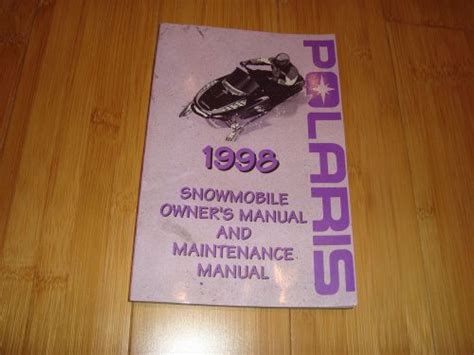 POLARIS
1998
SNOWMOBILE
OWNER'S MANUAL
AND
MAINTENANCE
MANUAL